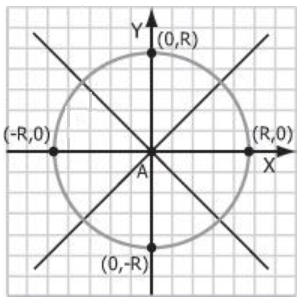 Y
(0,R)
(-R,0)
(R,0)
A
X
(0,-R)